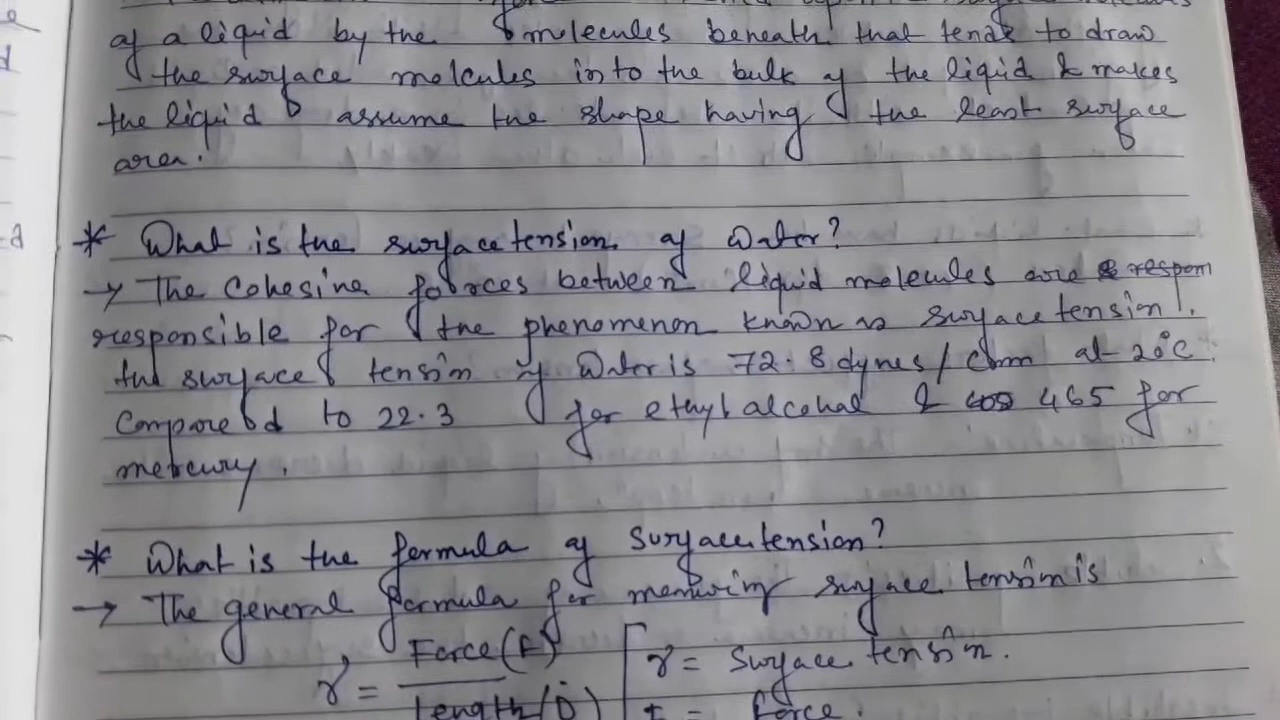 of a liquid by the molecules beneath that tends to draw
the surface molcules into the bulk of the liquid & makes
the liquid assume the shape having the least surface
area.
* What is the surface tension of Water?
→ The Cohesive forces between liquid molecules are respon
responsible for the phenomenon known as surface tension.
the surface tension of Water is 72.8 dynes/cm at 20°C
Compared to 22.3 for ethyl alcohol & 465 for
mercury.
* What is the formula of Surface tension?
→ The general formula for measuring surface tension is
γ = Force(F) / length(l) γ = Surface tension.
F = force.